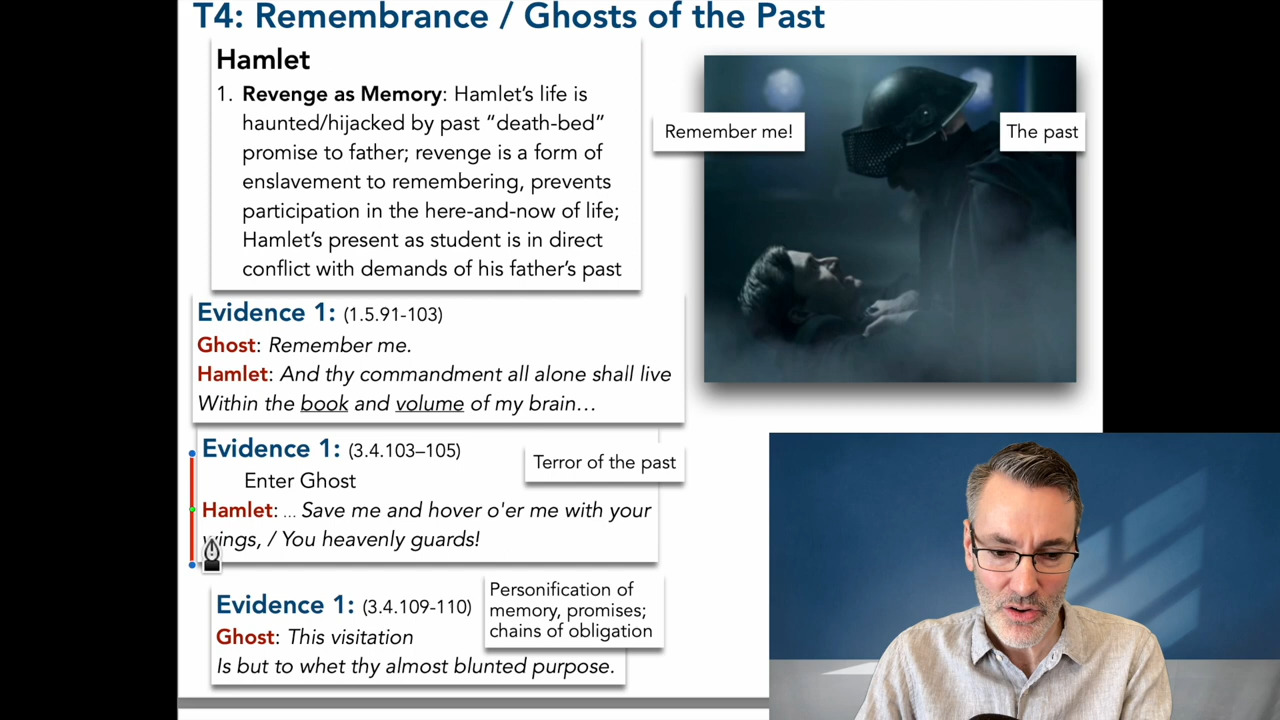 T4: Remembrance / Ghosts of the Past
Hamlet
1. Revenge as Memory: Hamlet’s life is
haunted/hijacked by past “death-bed”
promise to father; revenge is a form of
enslavement to remembering, prevents
participation in the here-and-now of life;
Hamlet’s present as student is in direct
conflict with demands of his father’s past
Remember me!
The past
Evidence 1: (1.5.91-103)
Ghost: Remember me.
Hamlet: And thy commandment all alone shall live
Within the book and volume of my brain…
Evidence 1: (3.4.103–105)
Terror of the past
Enter Ghost
Hamlet: ... Save me and hover o'er me with your
wings, / You heavenly guards!
Evidence 1: (3.4.109-110)
Ghost: This visitation
Is but to whet thy almost blunted purpose.
Personification of
memory, promises;
chains of obligation